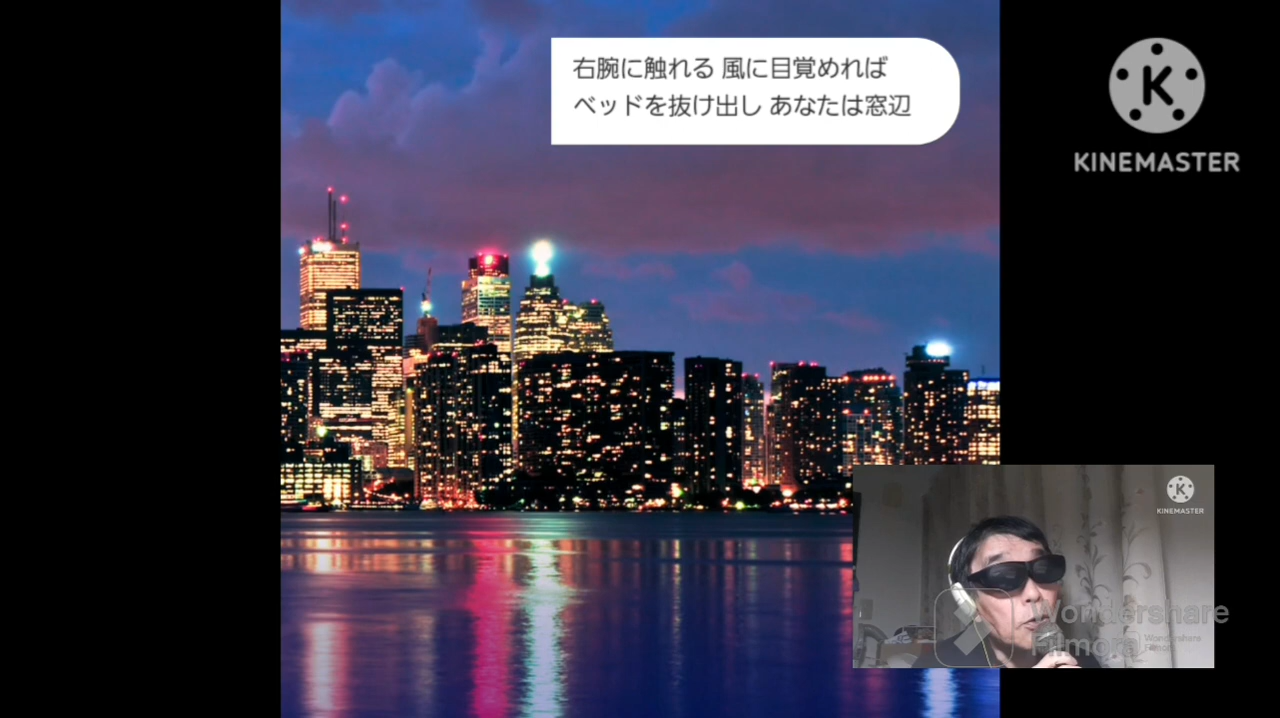 右腕に触れる 風に目覚めれば
ベッドを抜け出し あなたは窓辺
KINEMASTER
KINEMASTER
Wondershare
Filmora
Wondershare